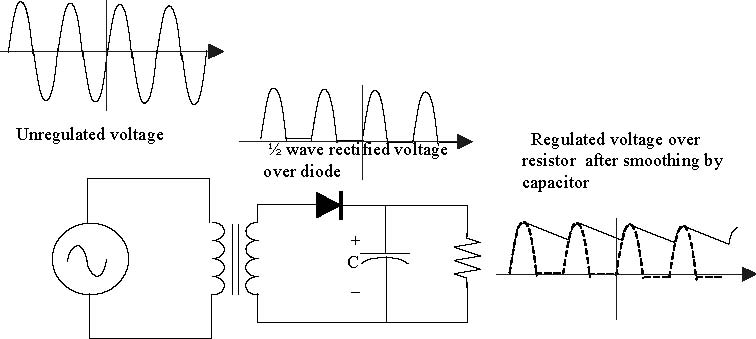 Unregulated voltage
½ wave rectified voltage
over diode
Regulated voltage over
resistor after smoothing by
capacitor
+
C
–